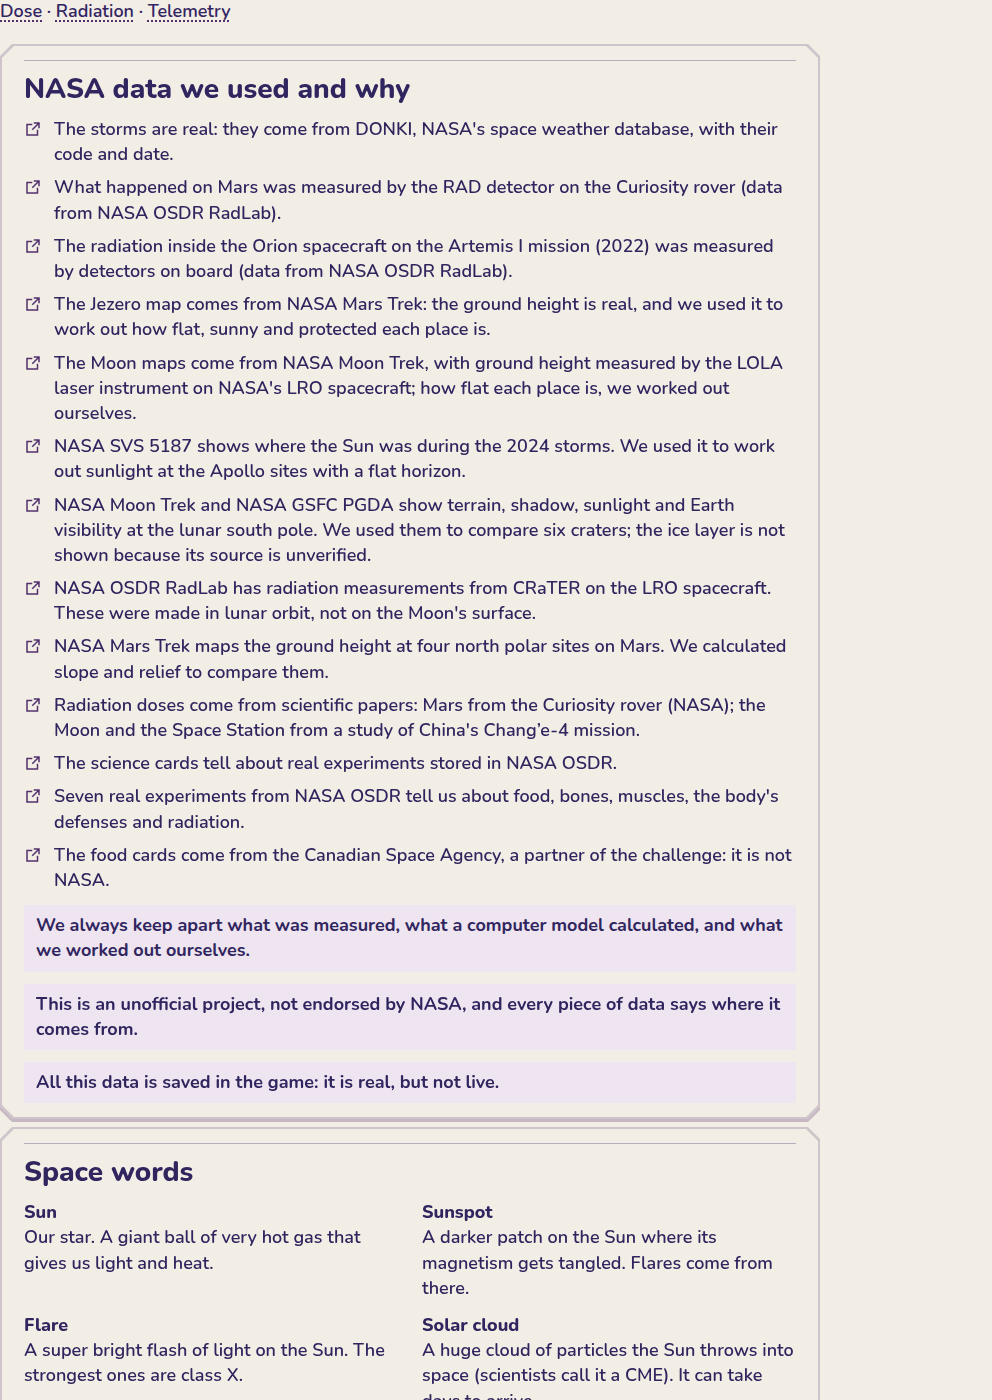 Dose · Radiation · Telemetry
NASA data we used and why
The storms are real: they come from DONKI, NASA's space weather database, with their
code and date.
What happened on Mars was measured by the RAD detector on the Curiosity rover (data
from NASA OSDR RadLab).
The radiation inside the Orion spacecraft on the Artemis I mission (2022) was measured
by detectors on board (data from NASA OSDR RadLab).
The Jezero map comes from NASA Mars Trek: the ground height is real, and we used it to
work out how flat, sunny and protected each place is.
The Moon maps come from NASA Moon Trek, with ground height measured by the LOLA
laser instrument on NASA's LRO spacecraft; how flat each place is, we worked out
ourselves.
NASA SVS 5187 shows where the Sun was during the 2024 storms. We used it to work
out sunlight at the Apollo sites with a flat horizon.
NASA Moon Trek and NASA GSFC PGDA show terrain, shadow, sunlight and Earth
visibility at the lunar south pole. We used them to compare six craters; the ice layer is not
shown because its source is unverified.
NASA OSDR RadLab has radiation measurements from CRaTER on the LRO spacecraft.
These were made in lunar orbit, not on the Moon's surface.
NASA Mars Trek maps the ground height at four north polar sites on Mars. We calculated
slope and relief to compare them.
Radiation doses come from scientific papers: Mars from the Curiosity rover (NASA); the
Moon and the Space Station from a study of China's Chang’e-4 mission.
The science cards tell about real experiments stored in NASA OSDR.
Seven real experiments from NASA OSDR tell us about food, bones, muscles, the body's
defenses and radiation.
The food cards come from the Canadian Space Agency, a partner of the challenge: it is not
NASA.
We always keep apart what was measured, what a computer model calculated, and what
we worked out ourselves.
This is an unofficial project, not endorsed by NASA, and every piece of data says where it
comes from.
All this data is saved in the game: it is real, but not live.
Space words
Sun
Our star. A giant ball of very hot gas that
gives us light and heat.
Sunspot
A darker patch on the Sun where its
magnetism gets tangled. Flares come from
there.
Flare
A super bright flash of light on the Sun. The
strongest ones are class X.
Solar cloud
A huge cloud of particles the Sun throws into
space (scientists call it a CME). It can take
days to arrive.